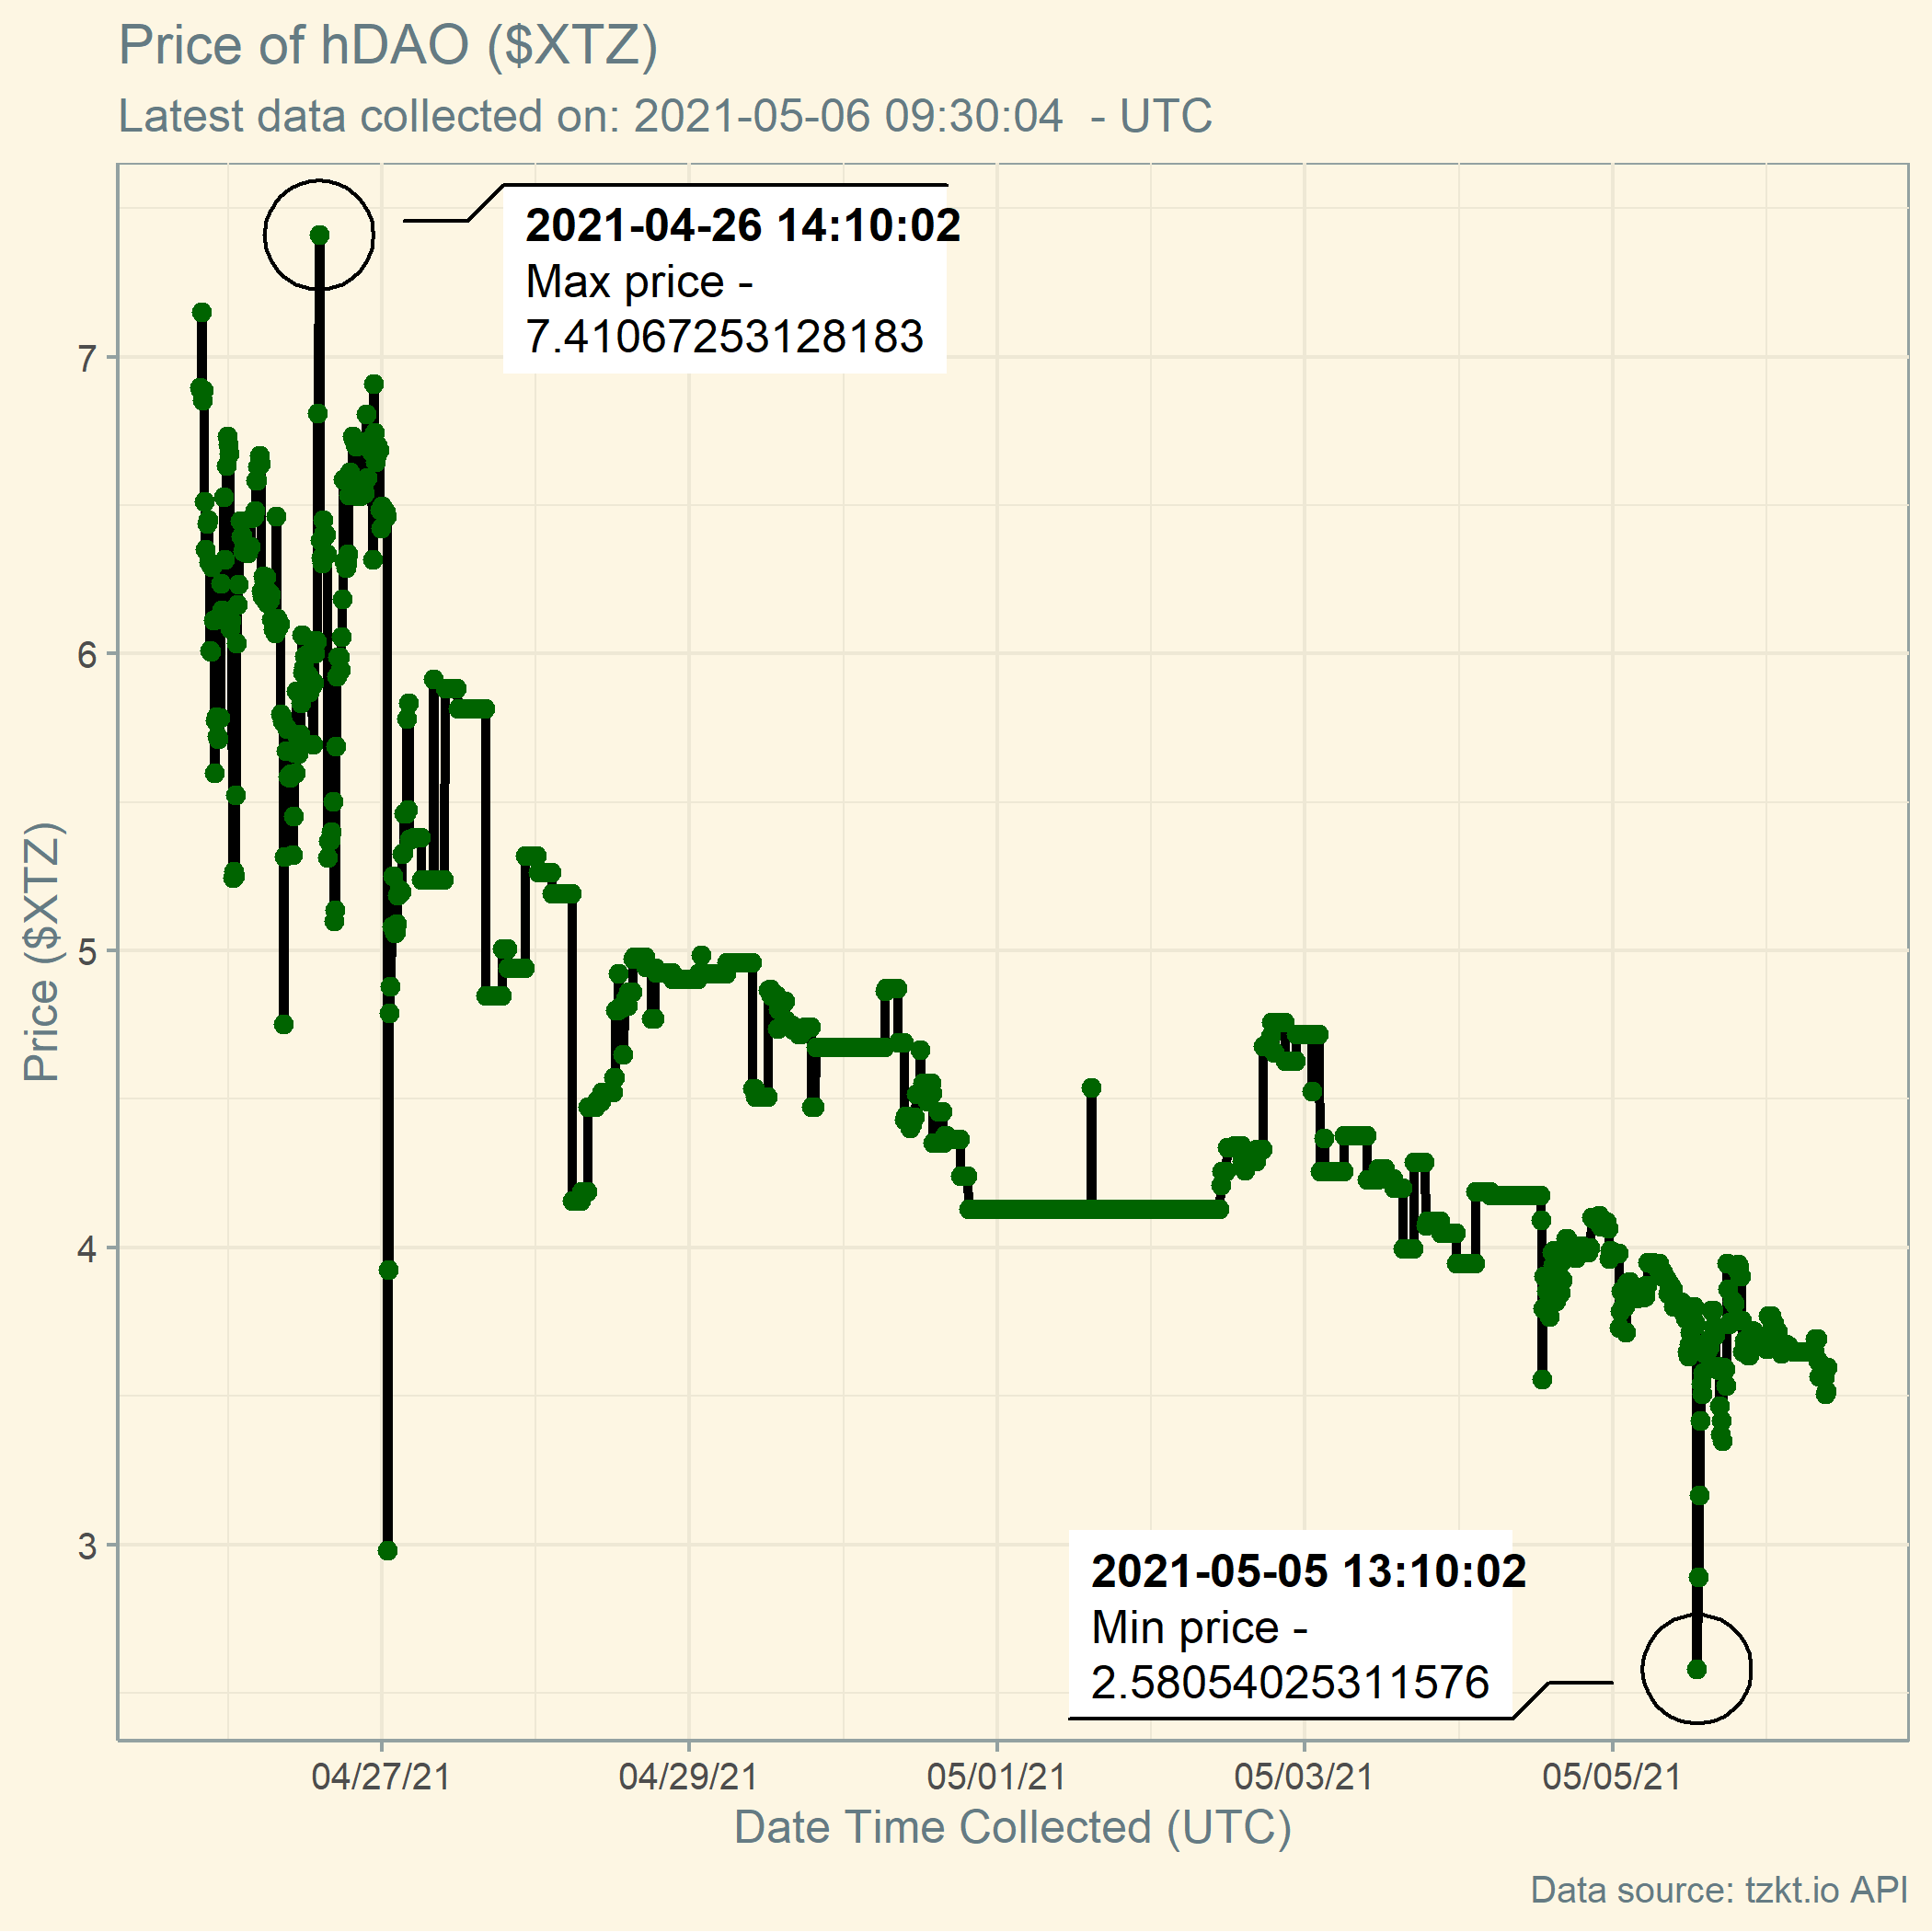 Price of hDAO ($XTZ)
Latest data collected on: 2021-05-06 09:30:04  - UTC
2021-04-26 14:10:02
Max price -
7.41067253128183
7
6
5
4
3
Price ($XTZ)
2021-05-05 13:10:02
Min price -
2.58054025311576
04/27/21 04/29/21 05/01/21 05/03/21 05/05/21
Date Time Collected (UTC)
Data source: tzkt.io API